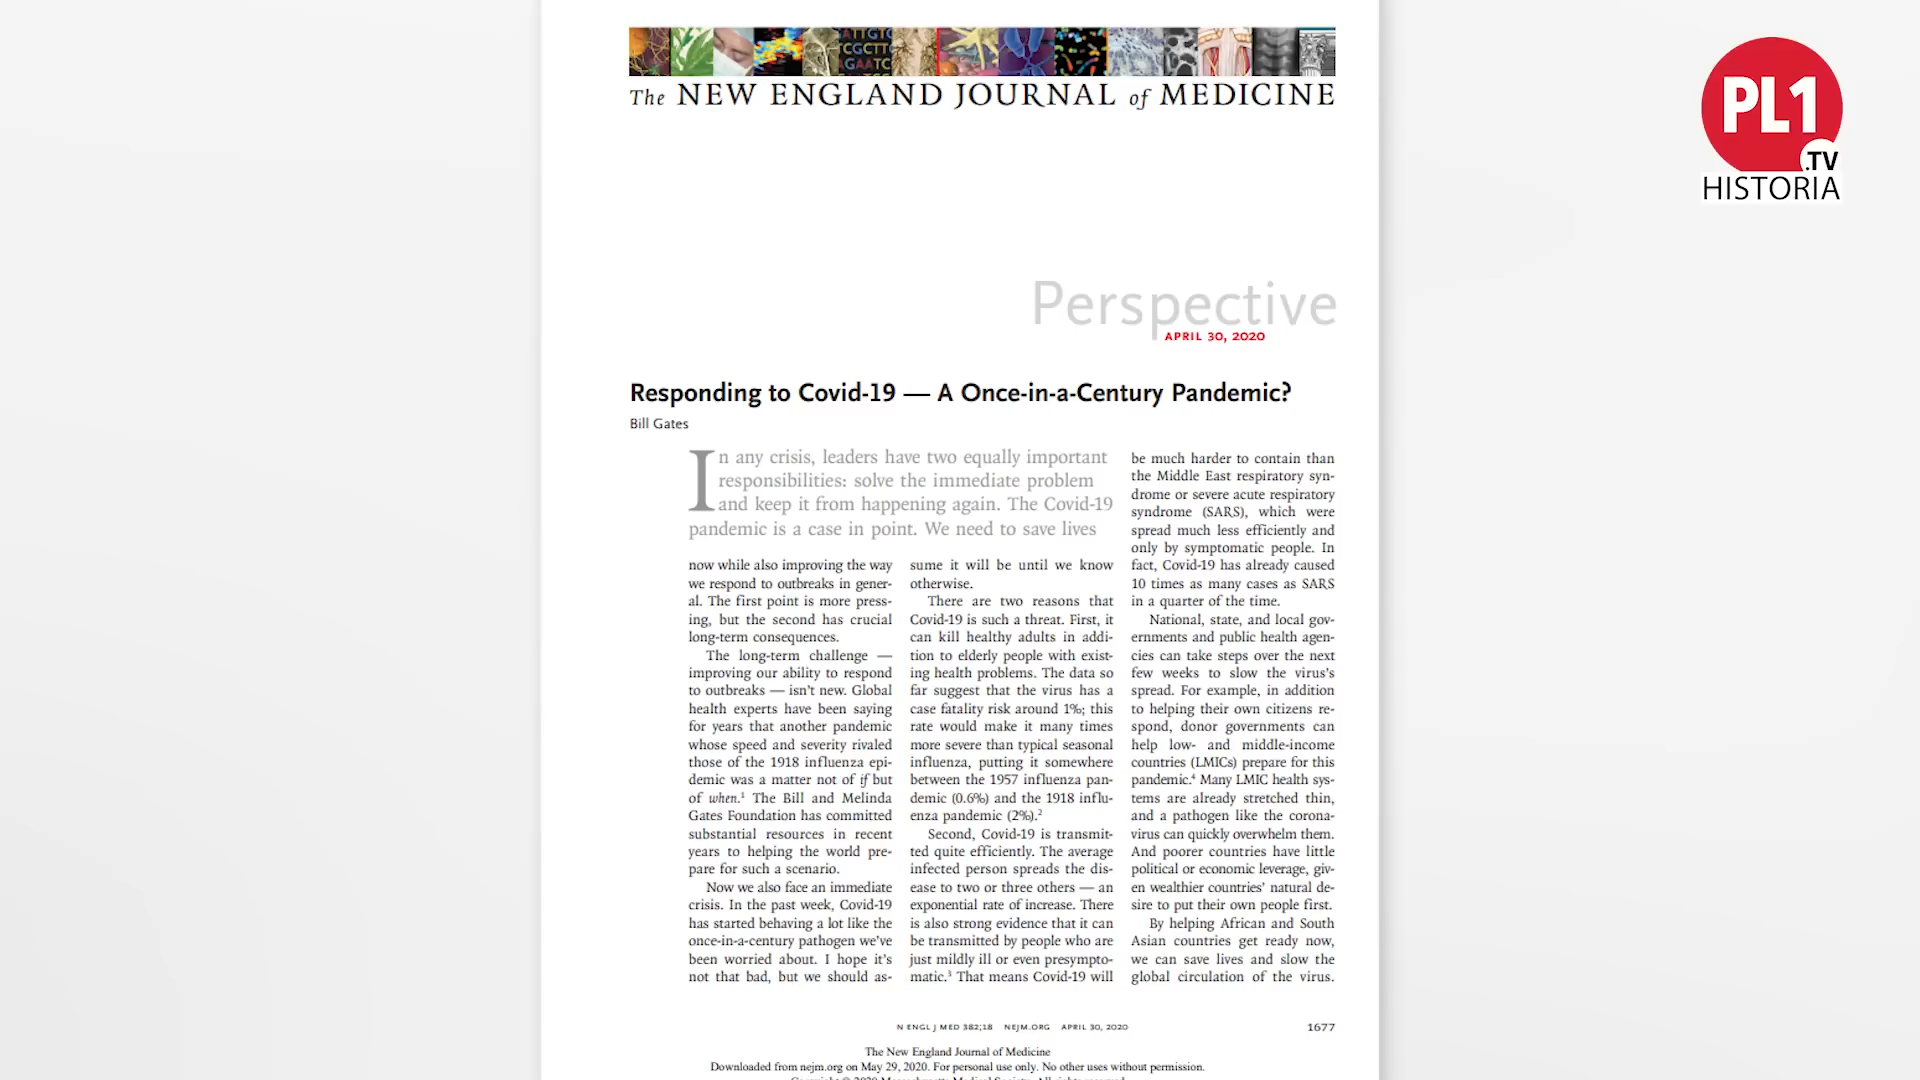 ATTGTC
CGCTT
AGAATC
The NEW ENGLAND JOURNAL of MEDICINE
PL1
.TV
HISTORIA
Perspective
APRIL 30, 2020
Responding to Covid-19 — A Once-in-a-Century Pandemic?
Bill Gates
In any crisis, leaders have two equally important
responsibilities: solve the immediate problem
and keep it from happening again. The Covid-19
pandemic is a case in point. We need to save lives
now while also improving the way
we respond to outbreaks in gener-
al. The first point is more press-
ing, but the second has crucial
long-term consequences.
The long-term challenge —
improving our ability to respond
to outbreaks — isn't new. Global
health experts have been saying
for years that another pandemic
whose speed and severity rivaled
those of the 1918 influenza epi-
demic was a matter not of if but
of when.¹ The Bill and Melinda
Gates Foundation has committed
substantial resources in recent
years to helping the world pre-
pare for such a scenario.
Now we also face an immediate
crisis. In the past week, Covid-19
has started behaving a lot like the
once-in-a-century pathogen we've
been worried about. I hope it's
not that bad, but we should as-
sume it will be until we know
otherwise.
There are two reasons that
Covid-19 is such a threat. First, it
can kill healthy adults in addi-
tion to elderly people with exist-
ing health problems. The data so
far suggest that the virus has a
case fatality risk around 1%; this
rate would make it many times
more severe than typical seasonal
influenza, putting it somewhere
between the 1957 influenza pan-
demic (0.6%) and the 1918 influ-
enza pandemic (2%).²
Second, Covid-19 is transmit-
ted quite efficiently. The average
infected person spreads the dis-
ease to two or three others — an
exponential rate of increase. There
is also strong evidence that it can
be transmitted by people who are
just mildly ill or even presympto-
matic.³ That means Covid-19 will
be much harder to contain than
the Middle East respiratory syn-
drome or severe acute respiratory
syndrome (SARS), which were
spread much less efficiently and
only by symptomatic people. In
fact, Covid-19 has already caused
10 times as many cases as SARS
in a quarter of the time.
National, state, and local gov-
ernments and public health agen-
cies can take steps over the next
few weeks to slow the virus's
spread. For example, in addition
to helping their own citizens re-
spond, donor governments can
help low- and middle-income
countries (LMICs) prepare for this
pandemic.⁴ Many LMIC health sys-
tems are already stretched thin,
and a pathogen like the corona-
virus can quickly overwhelm them.
And poorer countries have little
political or economic leverage, giv-
en wealthier countries' natural de-
sire to put their own people first.
By helping African and South
Asian countries get ready now,
we can save lives and slow the
global circulation of the virus.
N ENGL J MED 382;18 NEJM.ORG APRIL 30, 2020
1677
The New England Journal of Medicine
Downloaded from nejm.org on May 29, 2020. For personal use only. No other uses without permission.